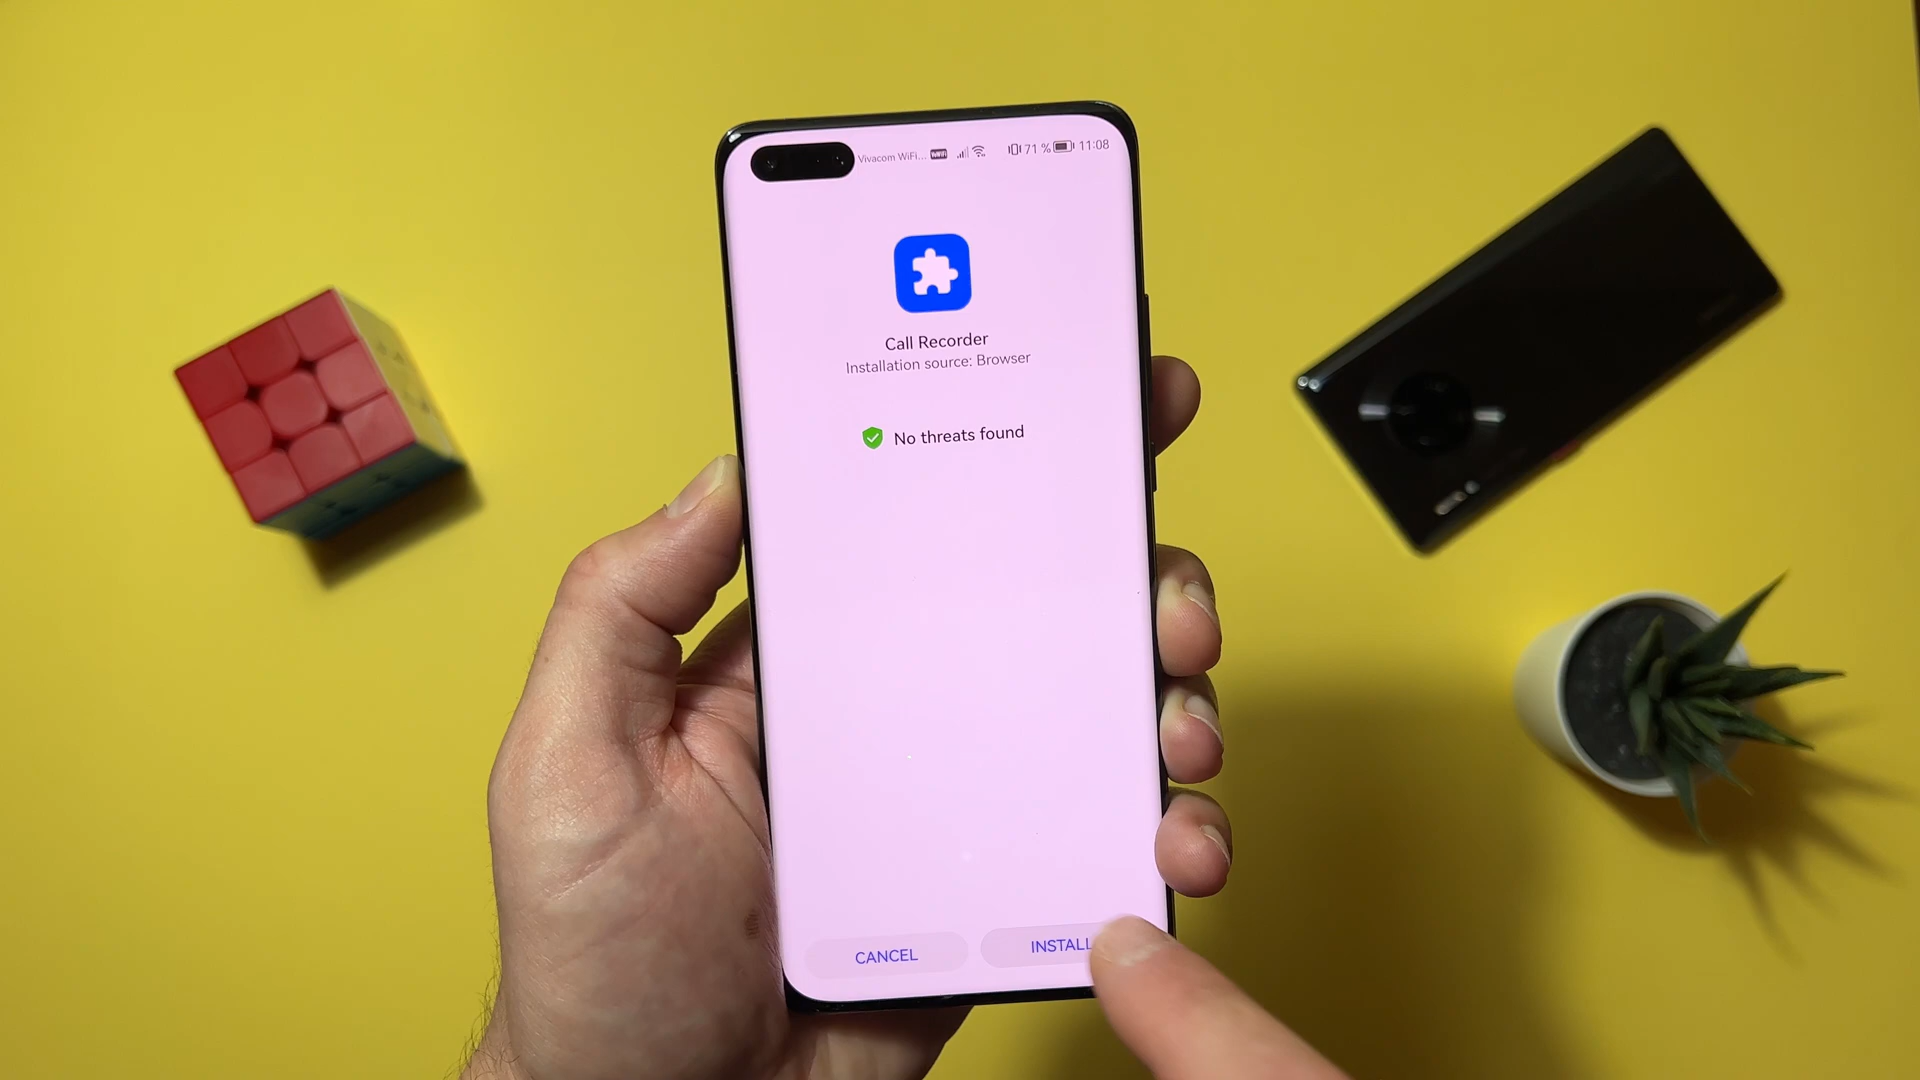 Vivacom WiFi... 71 % 11:08
Call Recorder
Installation source: Browser
No threats found
CANCEL
INSTALL